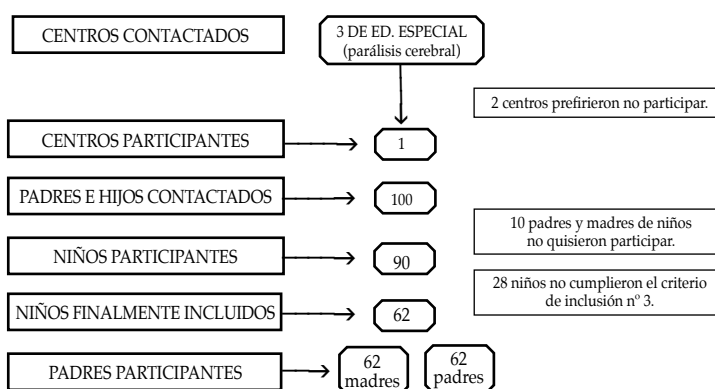 CENTROS CONTACTADOS
3 DE ED. ESPECIAL
(parálisis cerebral)
2 centros prefirieron no participar.
CENTROS PARTICIPANTES
1
PADRES E HIJOS CONTACTADOS
100
10 padres y madres de niños
no quisieron participar.
NIÑOS PARTICIPANTES
90
28 niños no cumplieron el criterio
de inclusión nº 3.
NIÑOS FINALMENTE INCLUIDOS
62
PADRES PARTICIPANTES
62
madres
62
padres